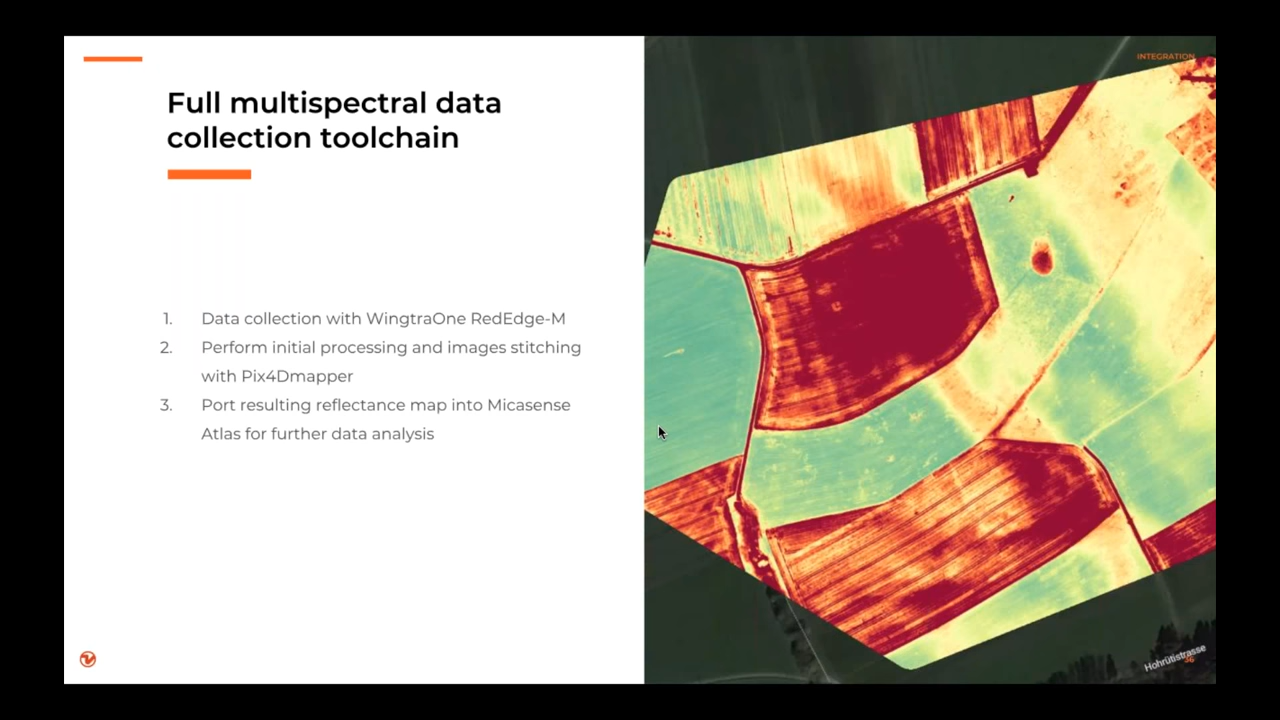 INTEGRATION
Full multispectral data
collection toolchain
1. Data collection with WingtraOne RedEdge-M
2. Perform initial processing and images stitching
with Pix4Dmapper
3. Port resulting reflectance map into Micasense
Atlas for further data analysis
Hohrütistrasse
36